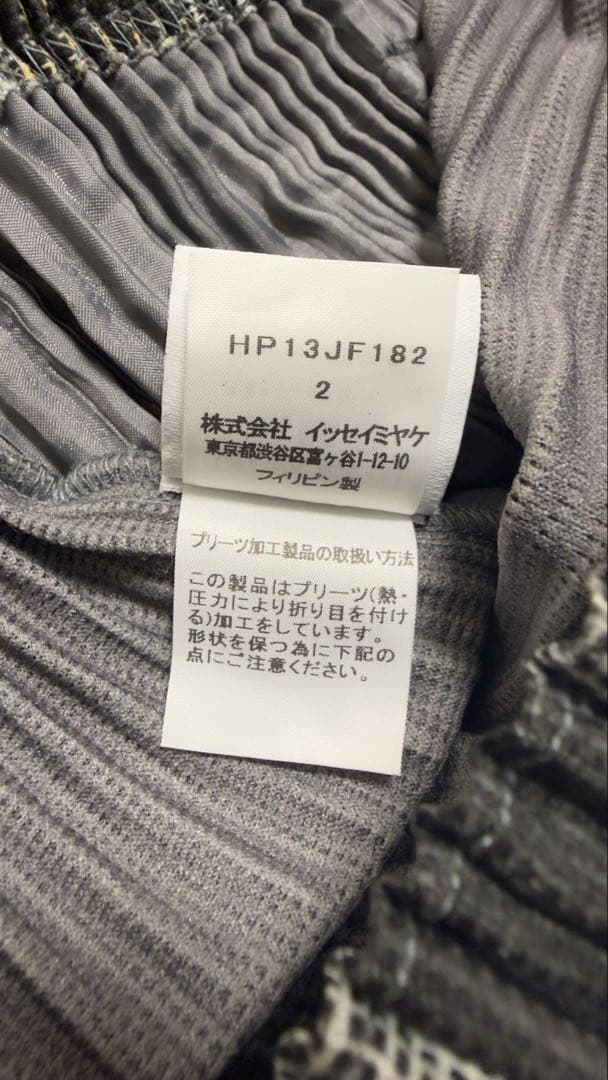 HP13JF182
2
株式会社 イッセイミヤケ
東京都渋谷区富ヶ谷1-12-10
フィリピン製
プリーツ加工製品の取扱い方法
この製品はプリーツ(熱・
圧力により折り目を付け
る)加工をしています。
形状を保つ為に下記の
点にご注意ください。